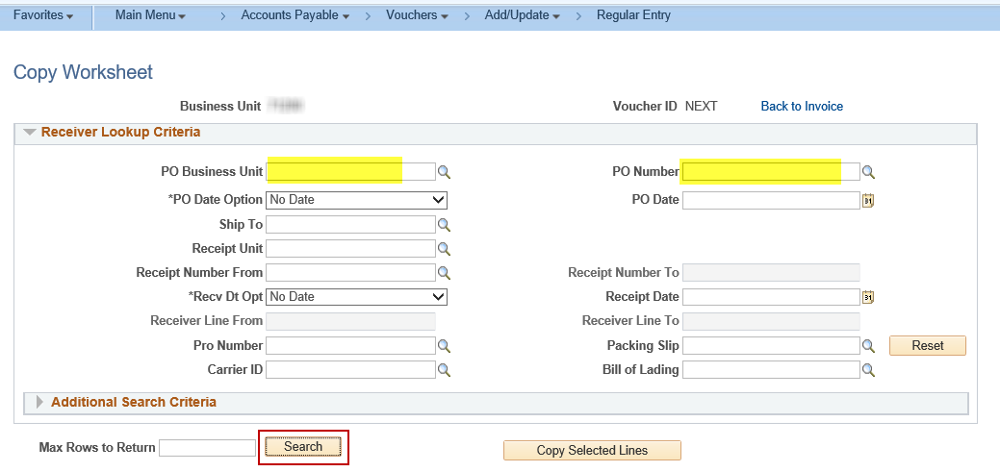 Favorites Main Menu > Accounts Payable > Vouchers > Add/Update > Regular Entry
Copy Worksheet
Business Unit Voucher ID NEXT Back to Invoice
Receiver Lookup Criteria
PO Business Unit PO Number
*PO Date Option No Date PO Date
Ship To
Receipt Unit
Receipt Number From Receipt Number To
*Recv Dt Opt No Date Receipt Date
Receiver Line From Receiver Line To
Pro Number Packing Slip Reset
Carrier ID Bill of Lading
Additional Search Criteria
Max Rows to Return Search Copy Selected Lines